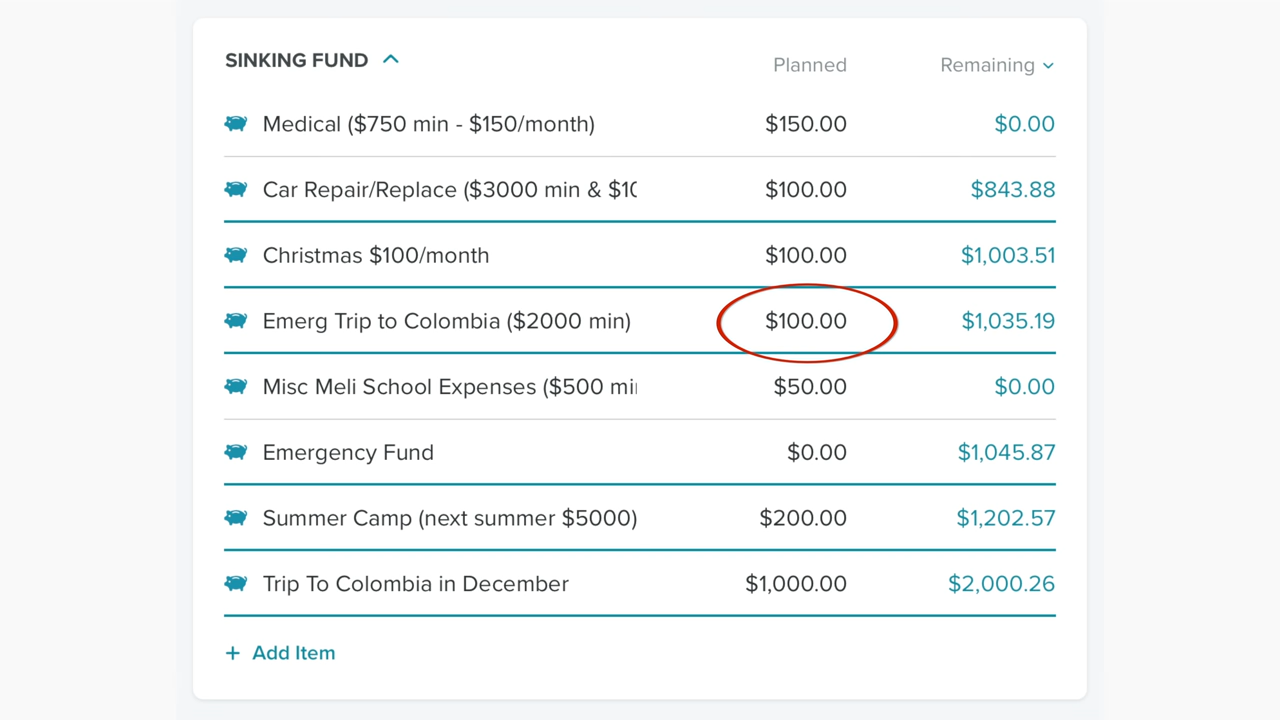 SINKING FUND Planned Remaining
Medical ($750 min - $150/month) $150.00 $0.00
Car Repair/Replace ($3000 min & $10 $100.00 $843.88
Christmas $100/month $100.00 $1,003.51
Emerg Trip to Colombia ($2000 min) $100.00 $1,035.19
Misc Meli School Expenses ($500 min $50.00 $0.00
Emergency Fund $0.00 $1,045.87
Summer Camp (next summer $5000) $200.00 $1,202.57
Trip To Colombia in December $1,000.00 $2,000.26
+ Add Item